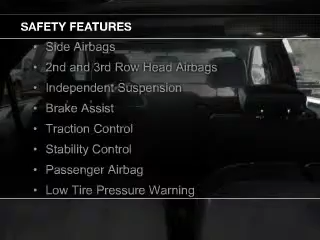 SAFETY FEATURES
• Side Airbags
• 2nd and 3rd Row Head Airbags
• Independent Suspension
• Brake Assist
• Traction Control
• Stability Control
• Passenger Airbag
• Low Tire Pressure Warning